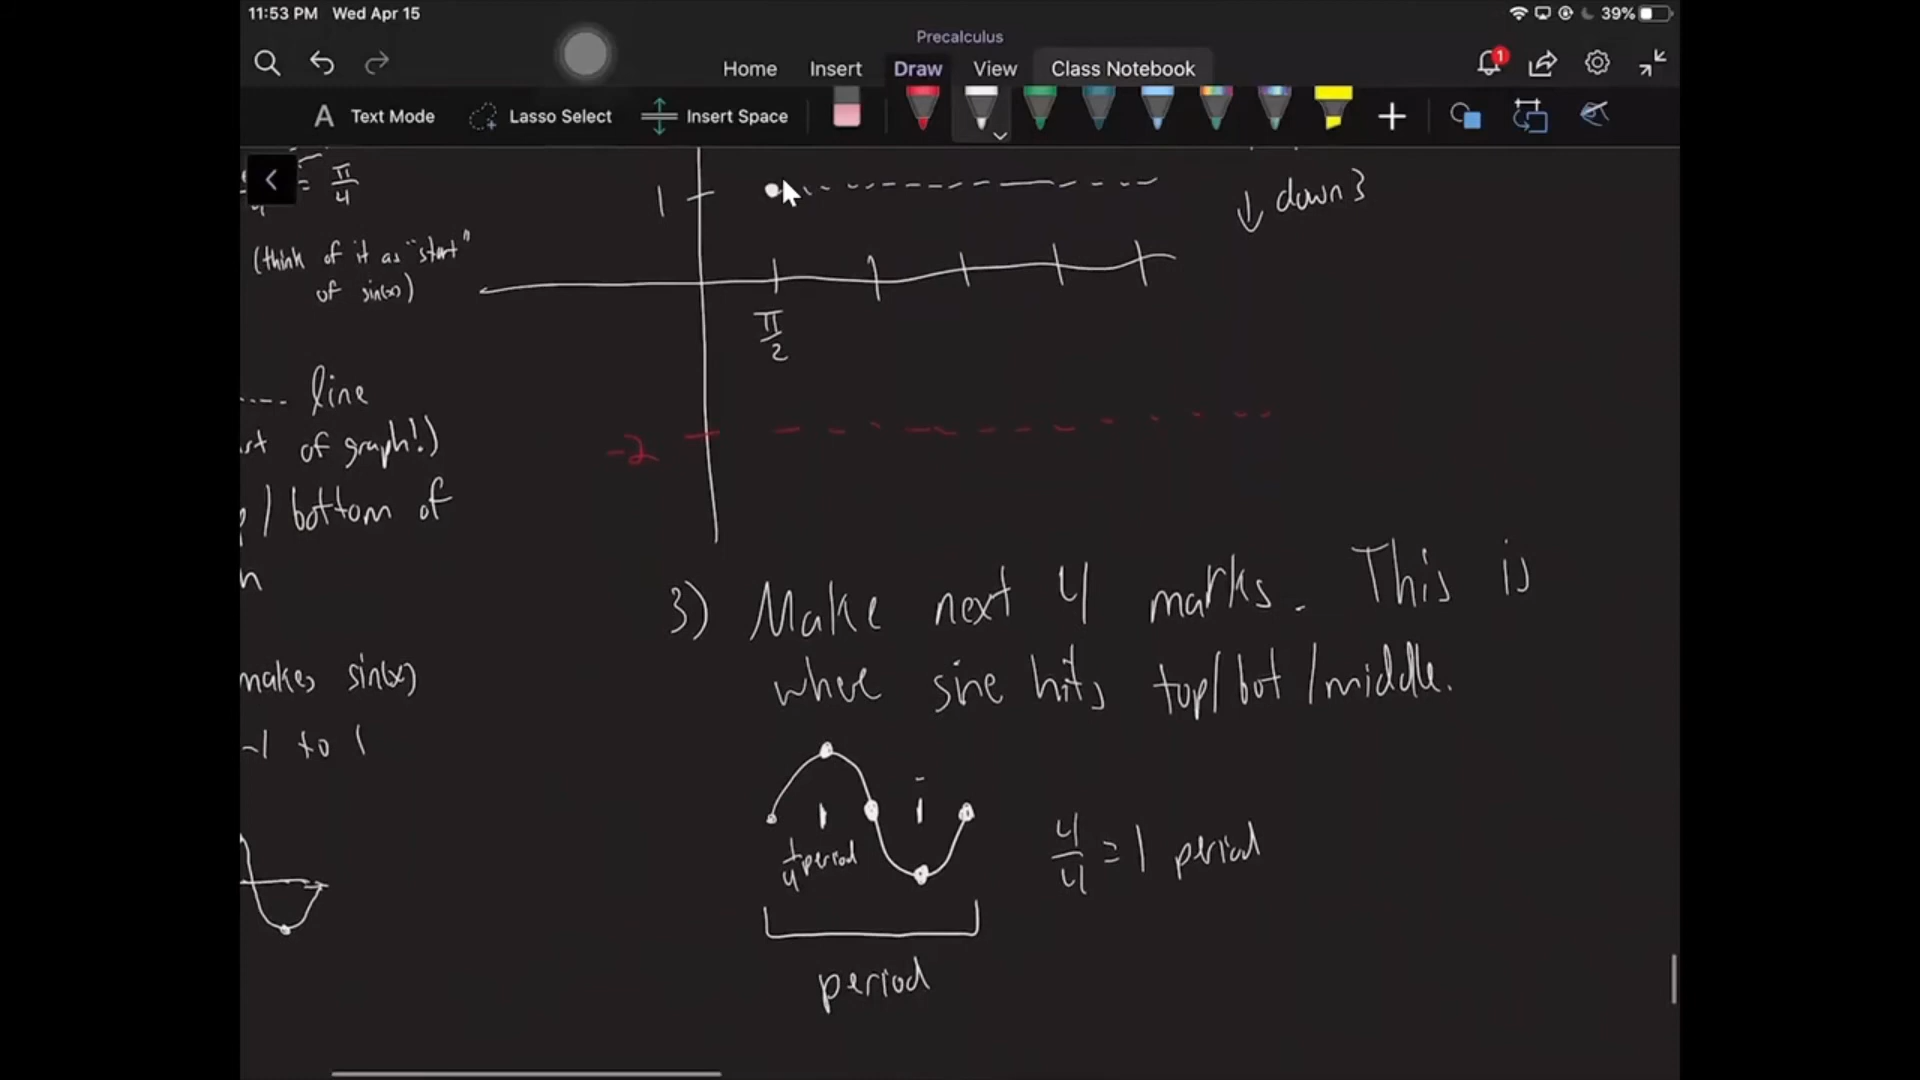 11:53 PM Wed Apr 15
39%
Precalculus
Home Insert Draw View Class Notebook
1
A Text Mode Lasso Select Insert Space
= π/4
(think of it as "start"
of sin(x))
1
↓ down 3
π/2
---- line
of graph!)
/ bottom of
-2
3) Make next 4 marks. This is
where sine hits top/bot/middle.
makes sin(x)
-1 to 1
1/4 period
4/4 = 1 period
period